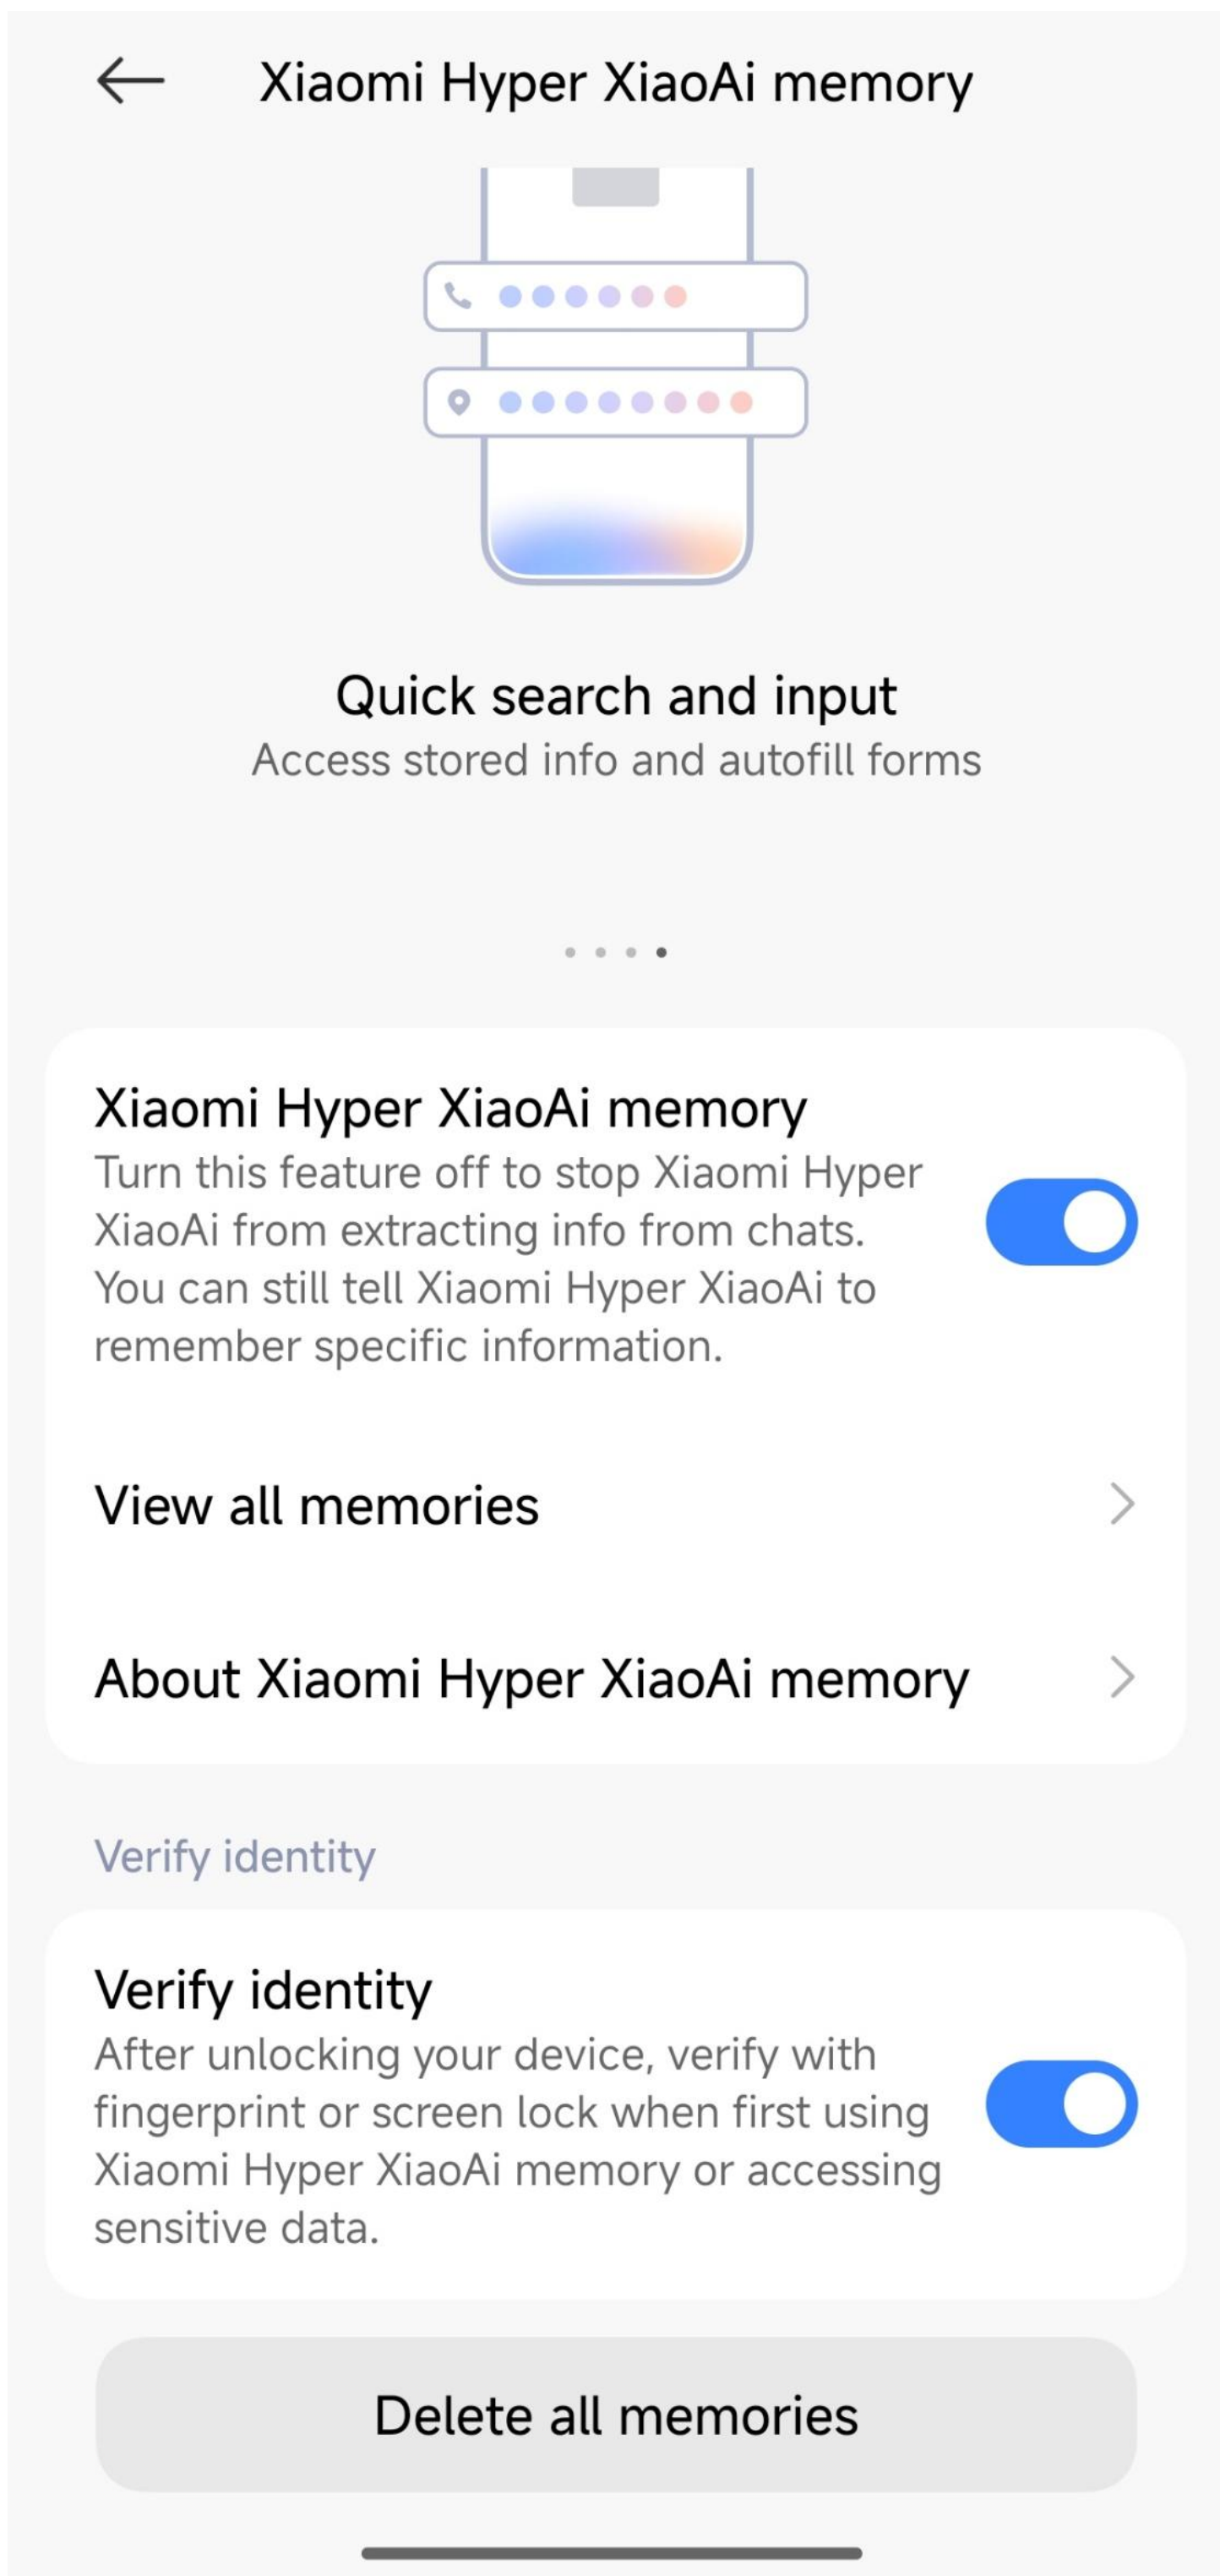 Xiaomi Hyper XiaoAi memory
Quick search and input
Access stored info and autofill forms
Xiaomi Hyper XiaoAi memory
Turn this feature off to stop Xiaomi Hyper
XiaoAi from extracting info from chats.
You can still tell Xiaomi Hyper XiaoAi to
remember specific information.
View all memories
About Xiaomi Hyper XiaoAi memory
Verify identity
Verify identity
After unlocking your device, verify with
fingerprint or screen lock when first using
Xiaomi Hyper XiaoAi memory or accessing
sensitive data.
Delete all memories